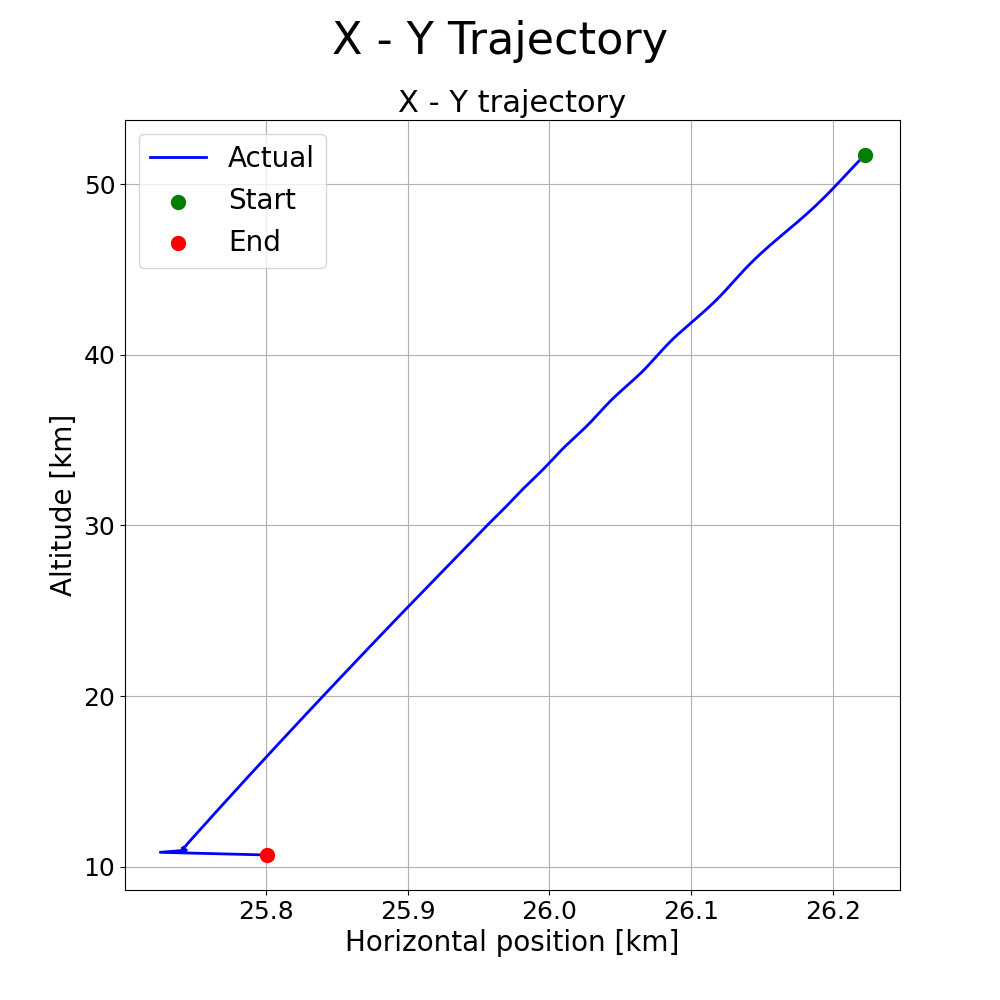 X - Y Trajectory
X - Y trajectory
Actual
Start
End
50
40
30
20
10
Altitude [km]
25.8 25.9 26.0 26.1 26.2
Horizontal position [km]